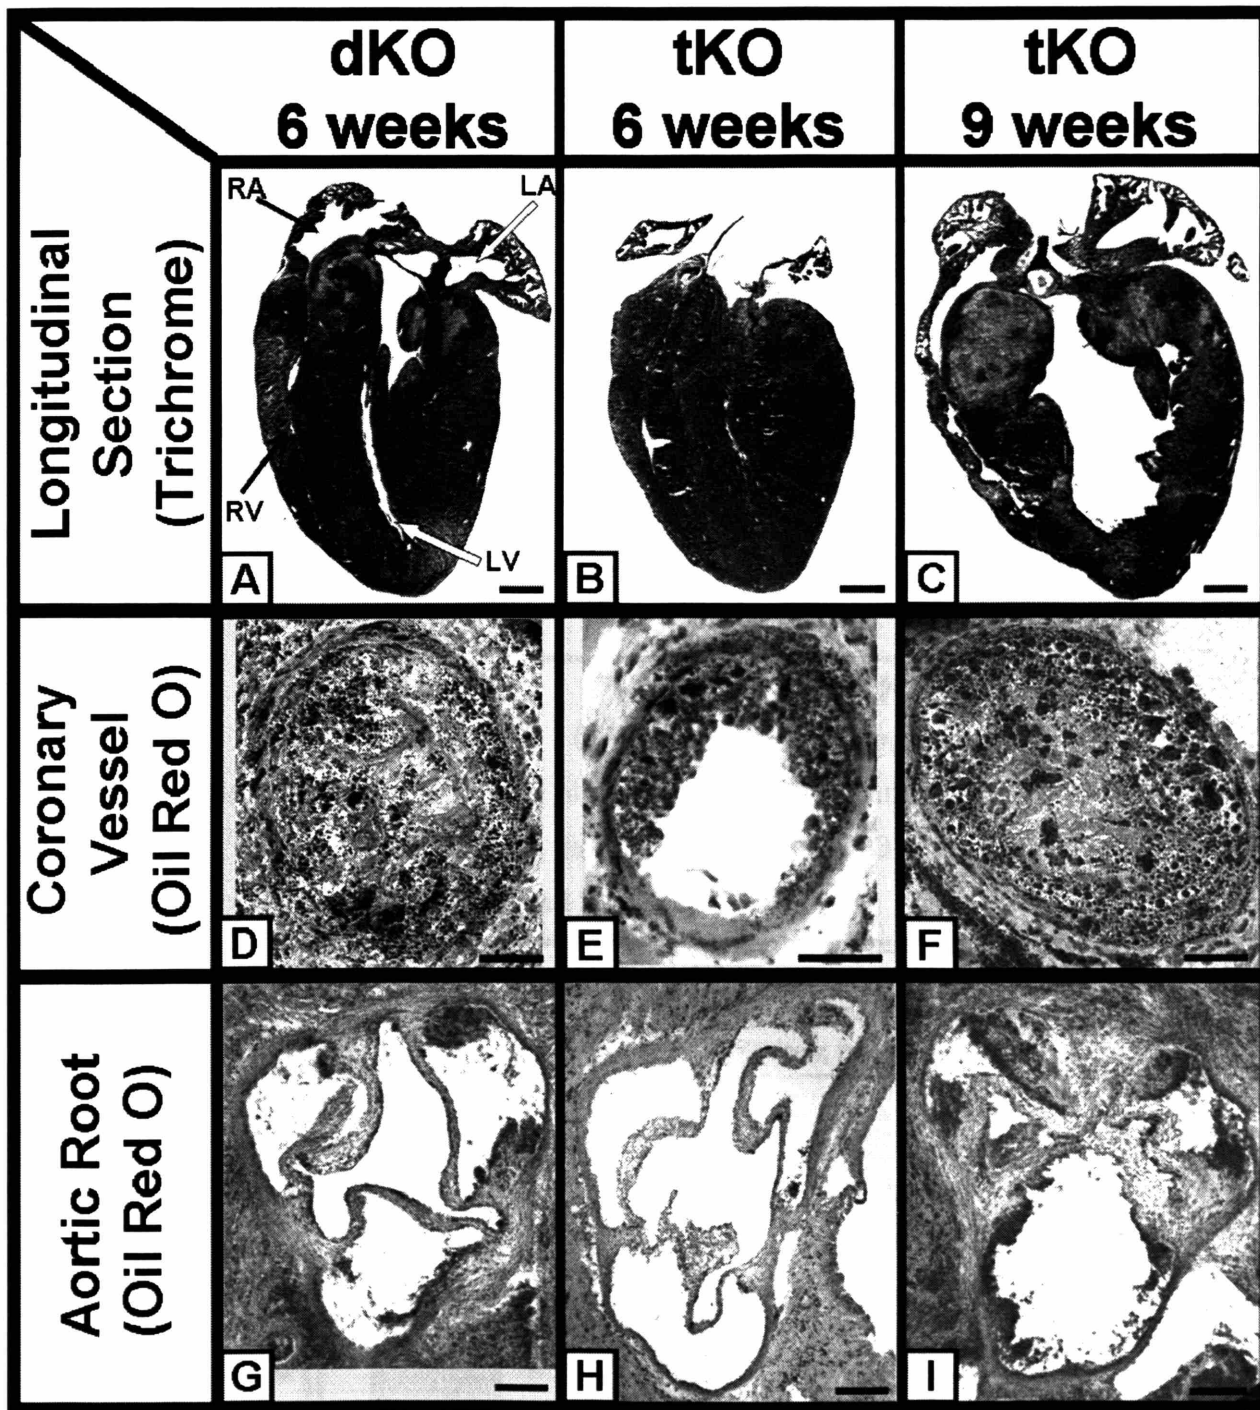 dKO
6 weeks
tKO
6 weeks
tKO
9 weeks
Longitudinal
Section
(Trichrome)
RA
LA
RV
LV
A
B
C
Coronary
Vessel
(Oil Red O)
D
E
F
Aortic Root
(Oil Red O)
G
H
I